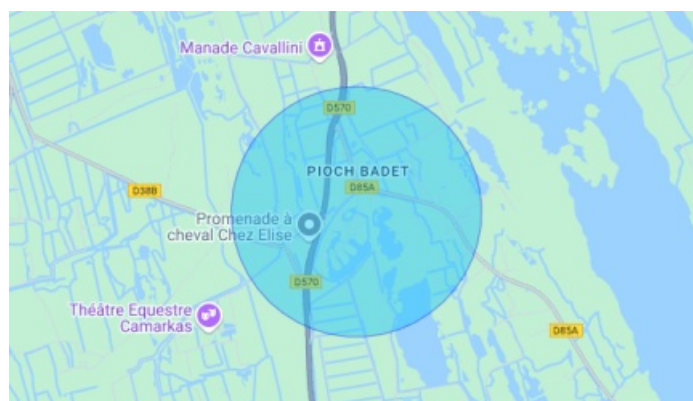 Manade Cavallini
D570
PIOCH BADET
D85A
D38B
Promenade à
cheval Chez Elise
D570
Théâtre Equestre
Camarkas
D85A